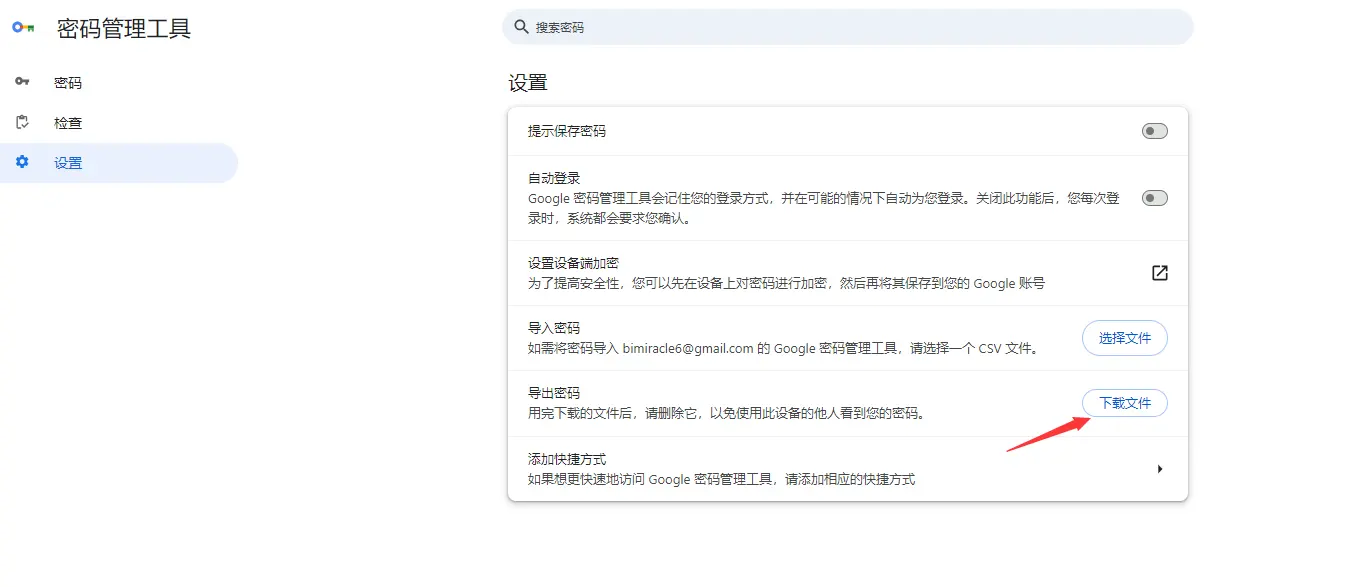 密码管理工具
搜索密码
密码
检查
设置
设置
提示保存密码
自动登录
Google 密码管理工具会记住您的登录方式，并在可能的情况下自动为您登录。关闭此功能后，您每次登
录时，系统都会要求您确认。
设置设备端加密
为了提高安全性，您可以先在设备上对密码进行加密，然后再将其保存到您的 Google 账号
导入密码
如需将密码导入 bimiracle6@gmail.com 的 Google 密码管理工具，请选择一个 CSV 文件。
选择文件
导出密码
用完下载的文件后，请删除它，以免使用此设备的他人看到您的密码。
下载文件
添加快捷方式
如果想更快速地访问 Google 密码管理工具，请添加相应的快捷方式